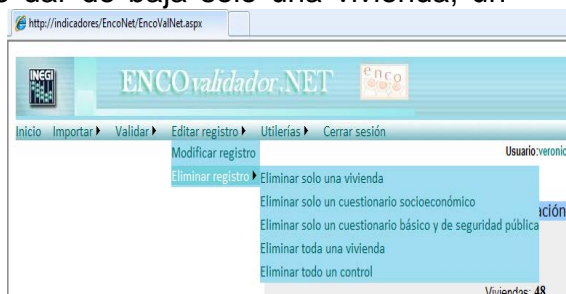 dar de baja solo una vivienda, un
http://indicadores/EncoNet/EncoValNet.aspx
INEGI
ENCOvalidador.NET
enco
Inicio Importar Validar Editar registro Utilerías Cerrar sesión
Modificar registro
Usuario:veronic
Eliminar registro
Eliminar solo una vivienda
Eliminar solo un cuestionario socioeconómico
ación
Eliminar solo un cuestionario básico y de seguridad pública
Eliminar toda una vivienda
Eliminar todo un control
Viviendas: 48